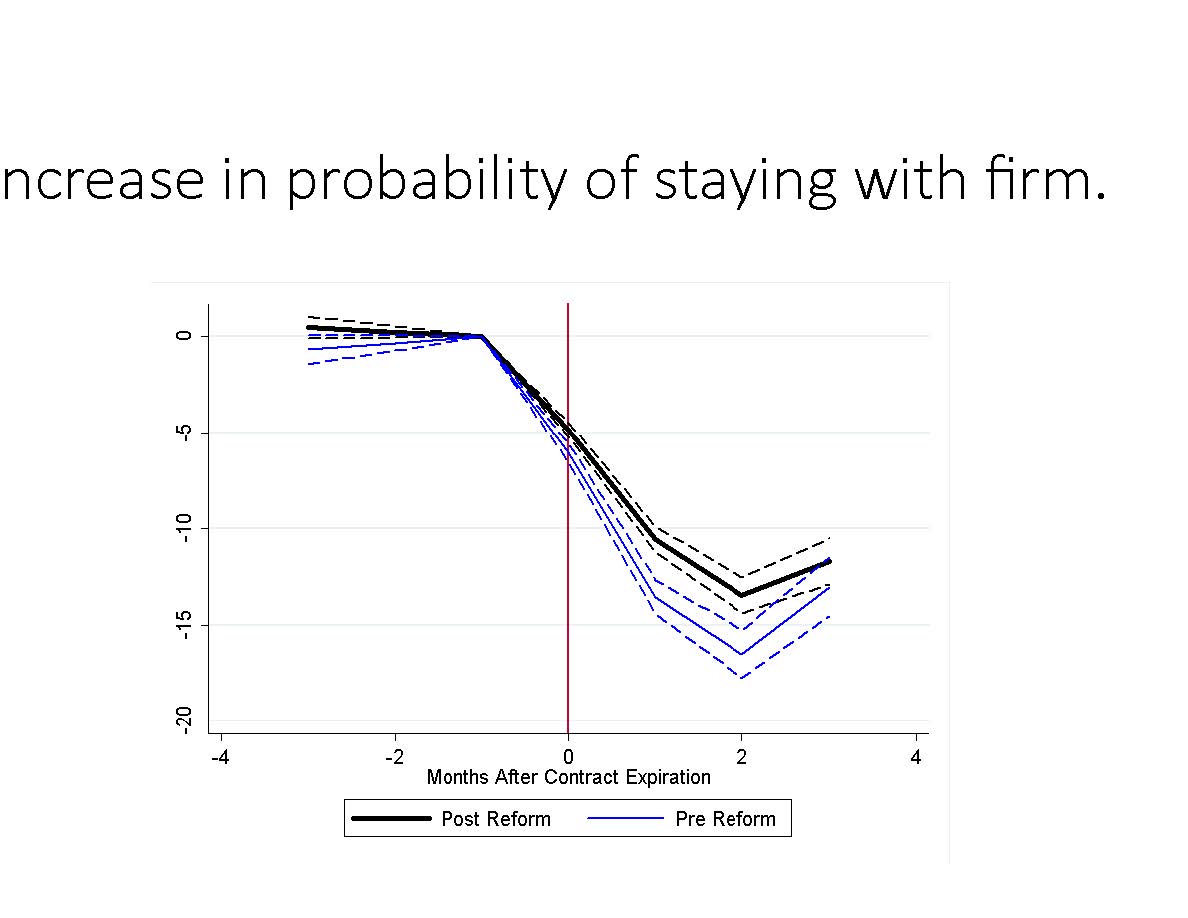 ncrease in probability of staying with firm.
0
-5
-10
-15
-20
-4 -2 0 2 4
Months After Contract Expiration
Post Reform Pre Reform